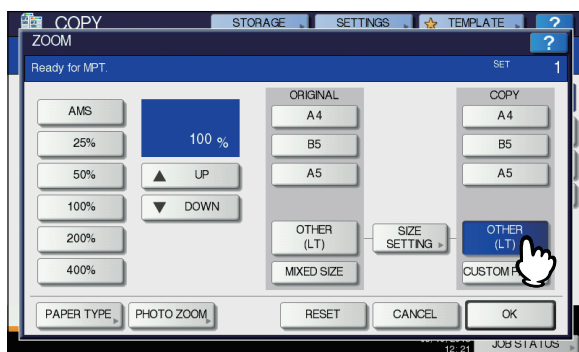 COPY STORAGE SETTINGS TEMPLATE ?
ZOOM ?
Ready for MPT. SET 1
ORIGINAL COPY
AMS A4 A4
25% 100 % B5 B5
50% UP A5 A5
100% DOWN
200% OTHER (LT) SIZE SETTING OTHER (LT)
400% MIXED SIZE CUSTOM
PAPER TYPE PHOTO ZOOM RESET CANCEL OK
12:21 JOB STATUS